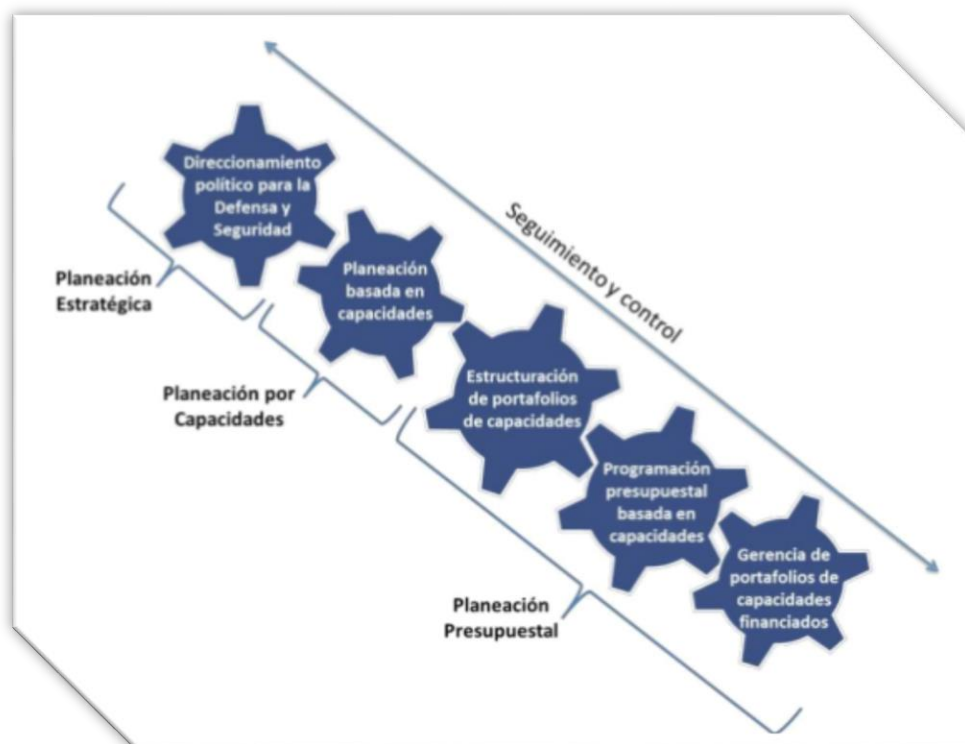 Direccionamiento
político para la
Defensa y
Seguridad
Planeación
Estratégica
Planeación
basada en
capacidades
Planeación por
Capacidades
Seguimiento y control
Estructuración
de portafolios
de capacidades
Programación
presupuestal
basada en
capacidades
Planeación
Presupuestal
Gerencia de
portafolios de
capacidades
financiados